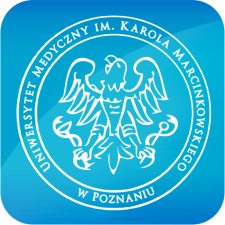 UNIWERSYTET MEDYCZNY IM. KAROLA MARCINKOWSKIEGO
W POZNANIU